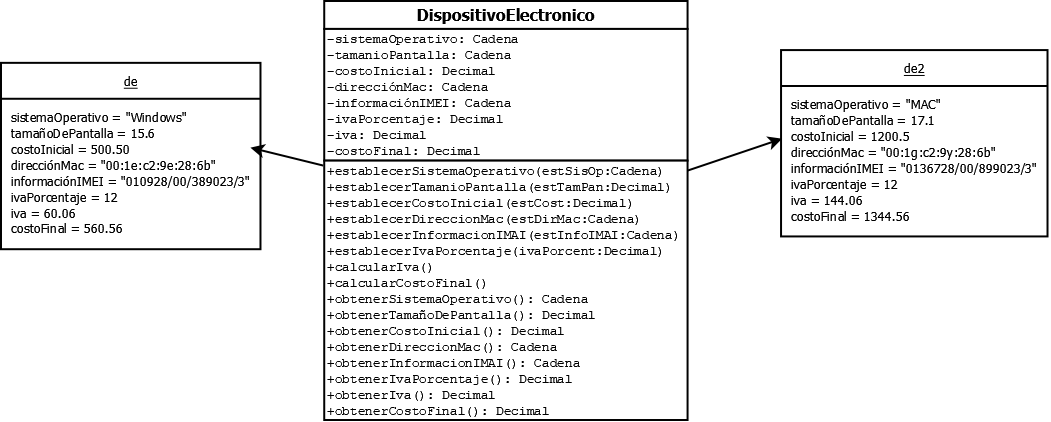 de
sistemaOperativo = "Windows"
tamañoDePantalla = 15.6
costoInicial = 500.50
direcciónMac = "00:1e:c2:9e:28:6b"
informaciónIMEI = "010928/00/389023/3"
ivaPorcentaje = 12
iva = 60.06
costoFinal = 560.56
DispositivoElectronico
-sistemaOperativo: Cadena
-tamanioPantalla: Cadena
-costoInicial: Decimal
-direcciónMac: Cadena
-informaciónIMEI: Cadena
-ivaPorcentaje: Decimal
-iva: Decimal
-costoFinal: Decimal
+establecerSistemaOperativo(estSisOp:Cadena)
+establecerTamanioPantalla(estTamPan:Decimal)
+establecerCostoInicial(estCost:Decimal)
+establecerDireccionMac(estDirMac:Cadena)
+establecerInformacionIMAI(estInfoIMAI:Cadena)
+establecerIvaPorcentaje(ivaPorcent:Decimal)
+calcularIva()
+calcularCostoFinal()
+obtenerSistemaOperativo(): Cadena
+obtenerTamañoDePantalla(): Decimal
+obtenerCostoInicial(): Decimal
+obtenerDireccionMac(): Cadena
+obtenerInformacionIMAI(): Cadena
+obtenerIvaPorcentaje(): Decimal
+obtenerIva(): Decimal
+obtenerCostoFinal(): Decimal
de2
sistemaOperativo = "MAC"
tamañoDePantalla = 17.1
costoInicial = 1200.5
direcciónMac = "00:1g:c2:9y:28:6b"
informaciónIMEI = "0136728/00/899023/3"
ivaPorcentaje = 12
iva = 144.06
costoFinal = 1344.56